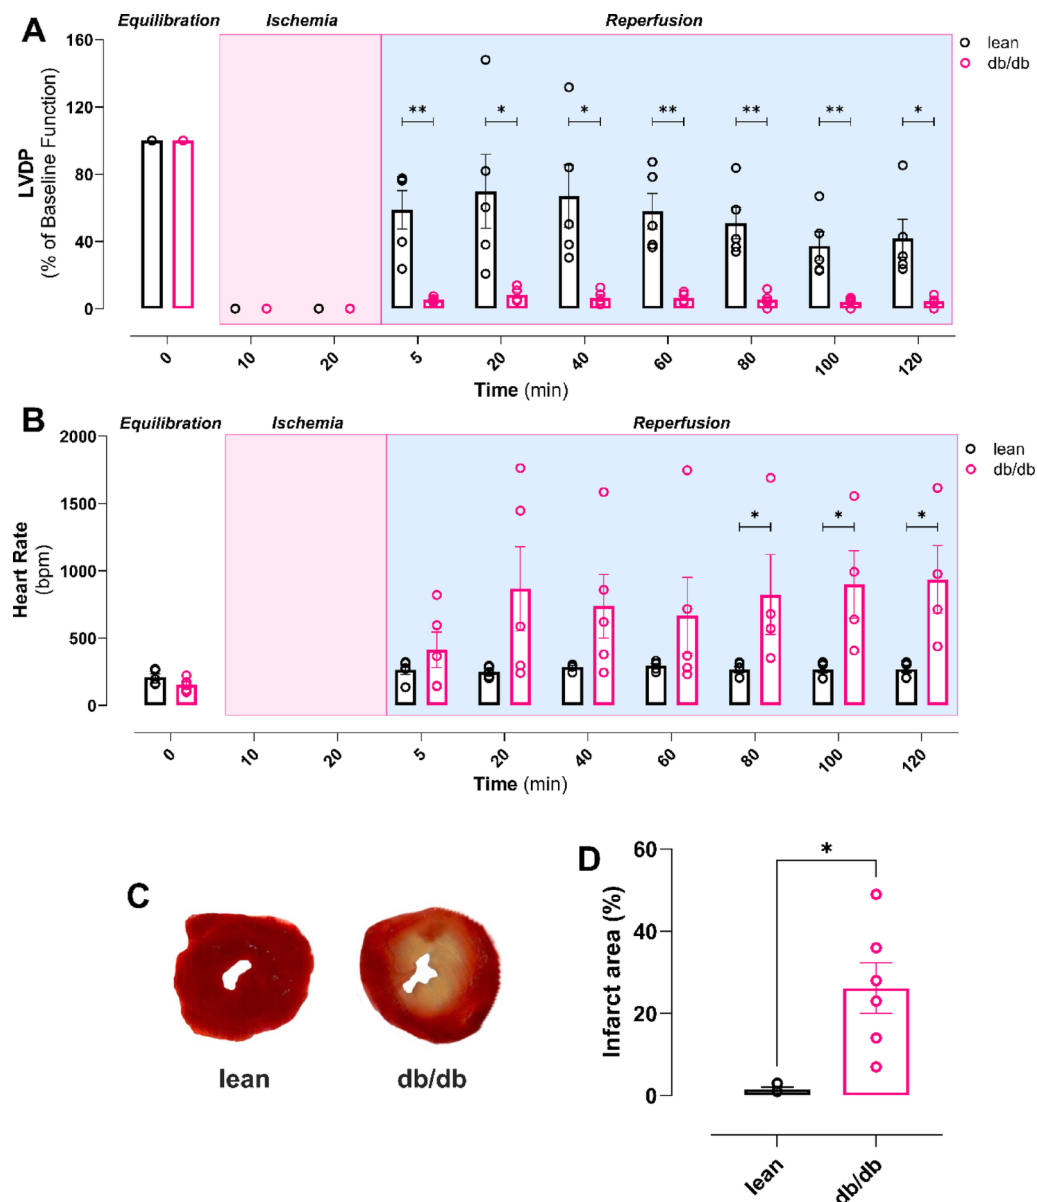 A
Equilibration Ischemia Reperfusion
160
120
80
40
0
LVDP
(% of Baseline Function)
lean
db/db
** * * ** ** ** *
0 10 20 5 20 40 60 80 100 120
Time (min)
B
Equilibration Ischemia Reperfusion
2000
1500
1000
500
0
Heart Rate
(bpm)
lean
db/db
* * *
0 10 20 5 20 40 60 80 100 120
Time (min)
C
lean db/db
D
60
40
20
0
Infarct area (%)
*
lean db/db